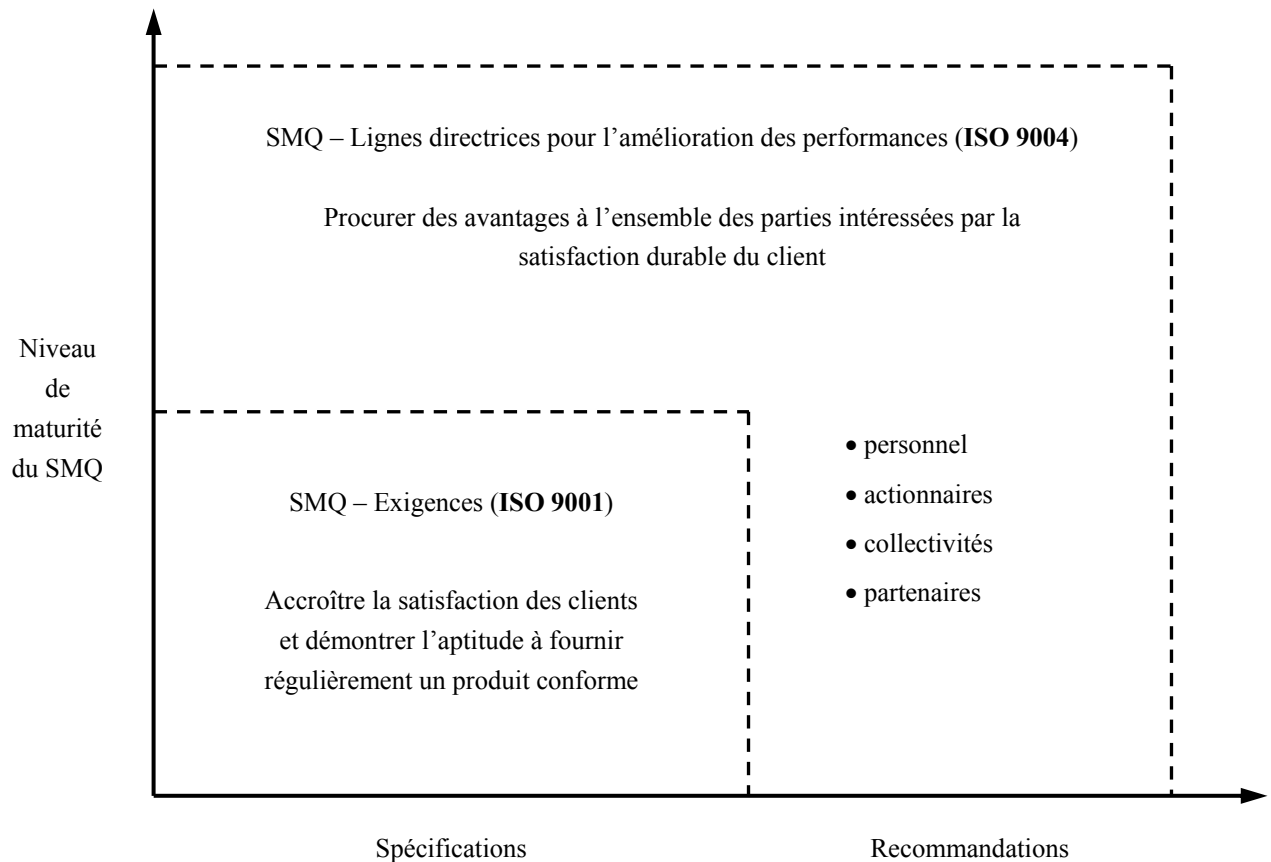 SMQ – Lignes directrices pour l’amélioration des performances (ISO 9004)
Procurer des avantages à l’ensemble des parties intéressées par la
satisfaction durable du client
Niveau
de
maturité
du SMQ
SMQ – Exigences (ISO 9001)
Accroître la satisfaction des clients
et démontrer l’aptitude à fournir
régulièrement un produit conforme
• personnel
• actionnaires
• collectivités
• partenaires
Spécifications
Recommandations